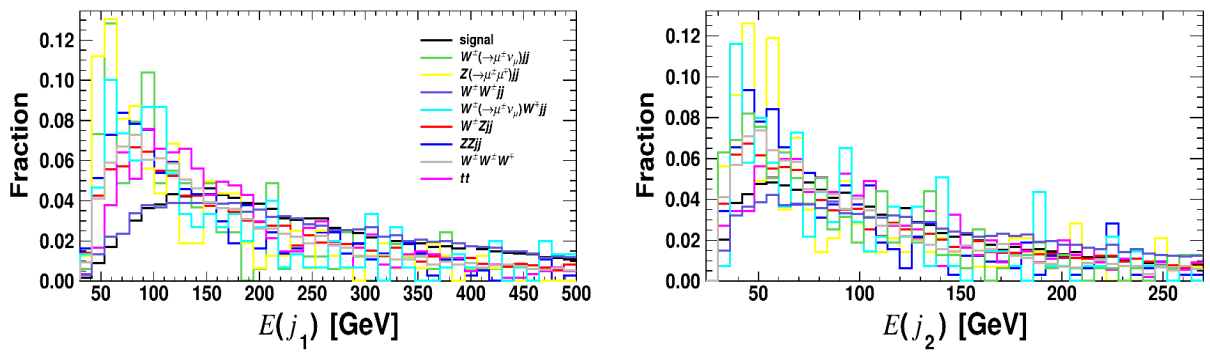 Fraction
0.12
0.10
0.08
0.06
0.04
0.02
0.00
50 100 150 200 250 300 350 400 450 500
E(j₁) [GeV]
signal
W±(→μ±νμ)jj
Z(→μ±μ∓)jj
W±W±jj
W±(→μ±νμ)W∓jj
W±Zjj
ZZjj
W±W±W∓
tt
Fraction
0.12
0.10
0.08
0.06
0.04
0.02
0.00
50 100 150 200 250
E(j₂) [GeV]